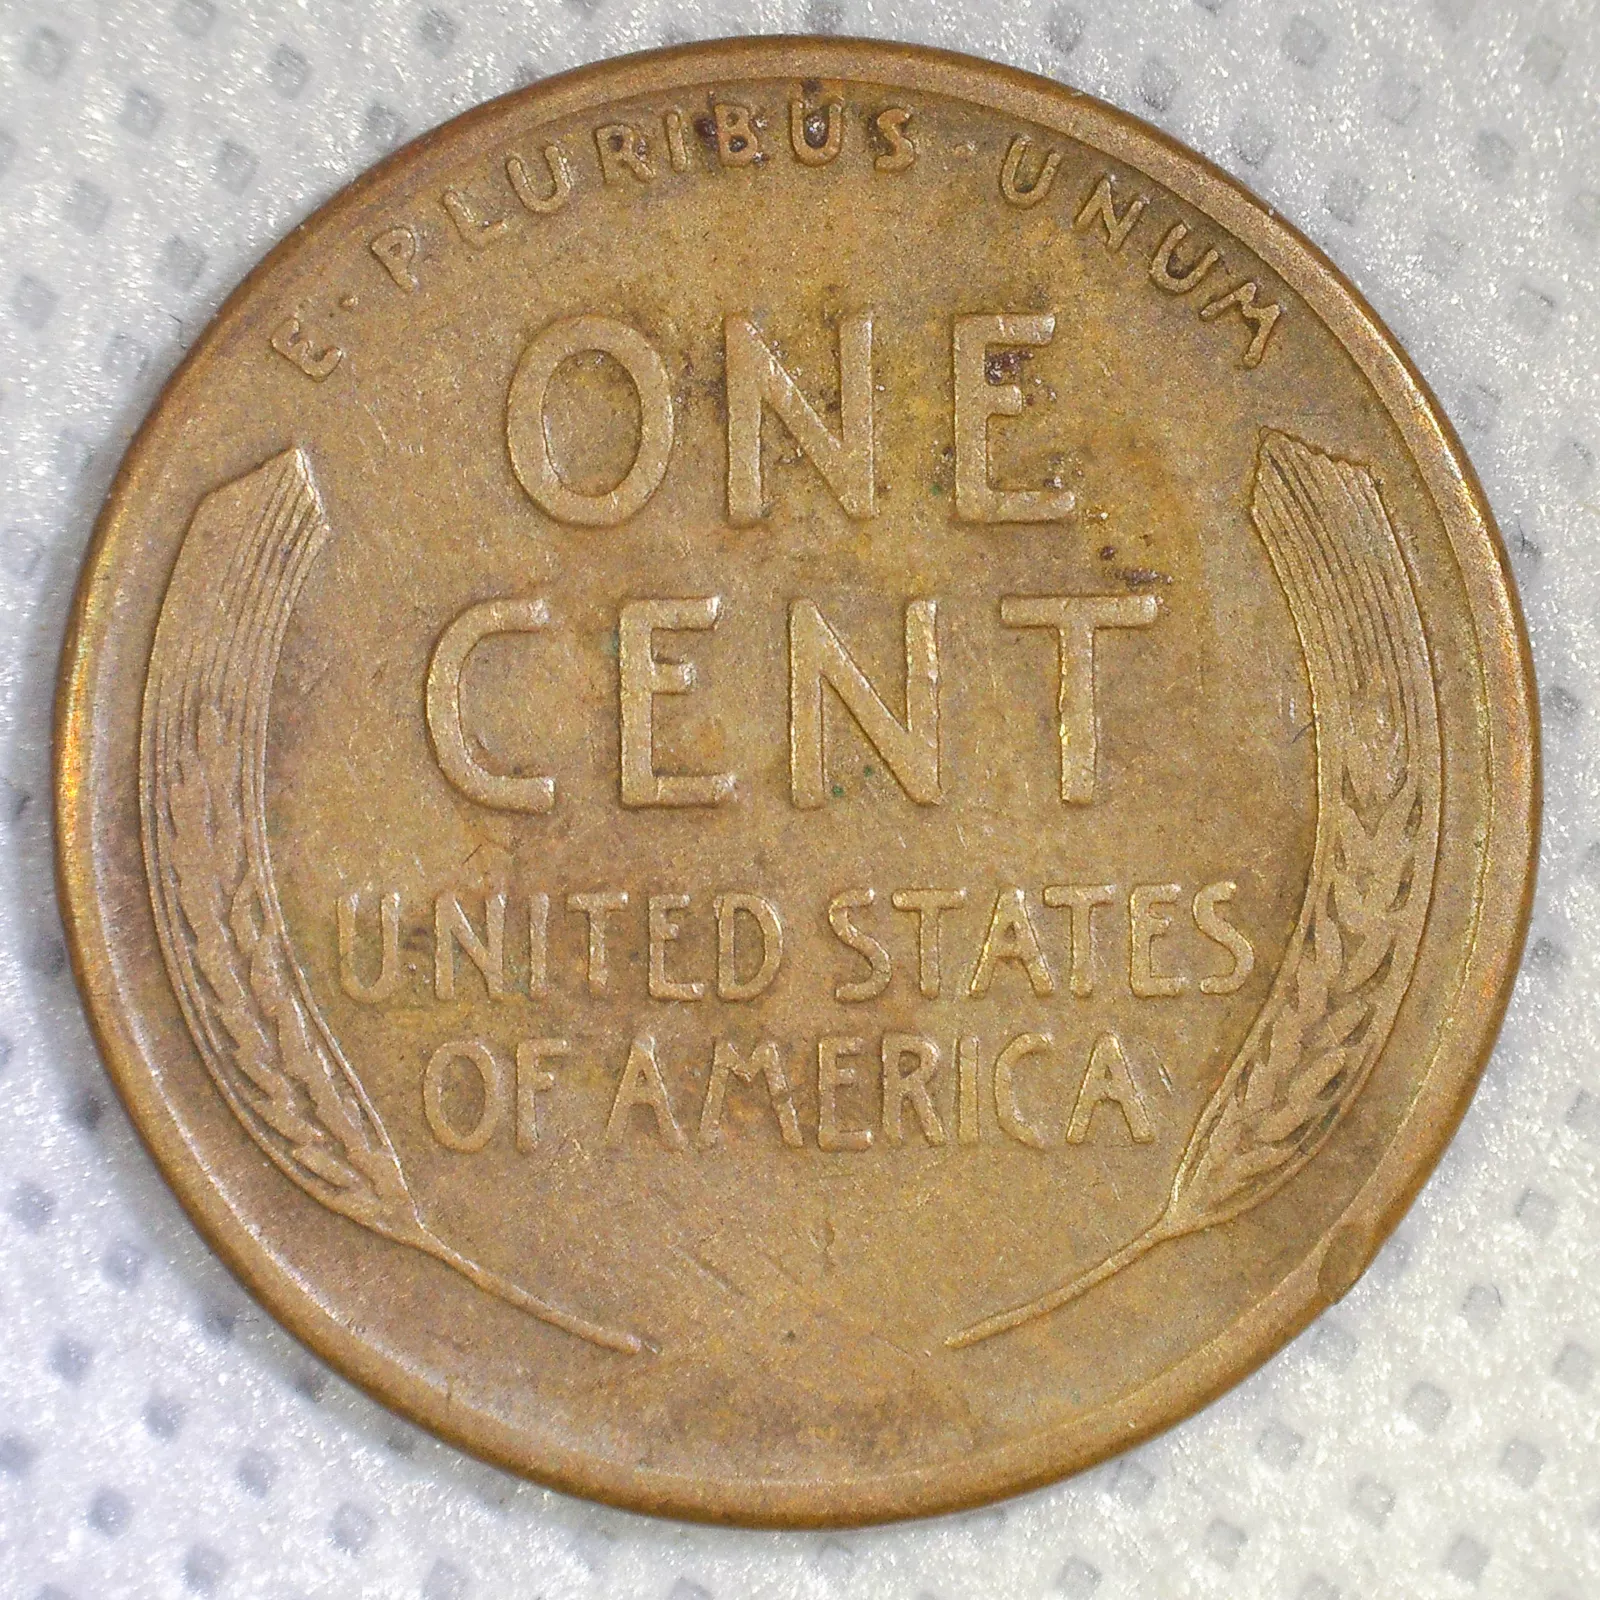 E · PLURIBUS · UNUM
ONE
CENT
UNITED STATES
OF AMERICA